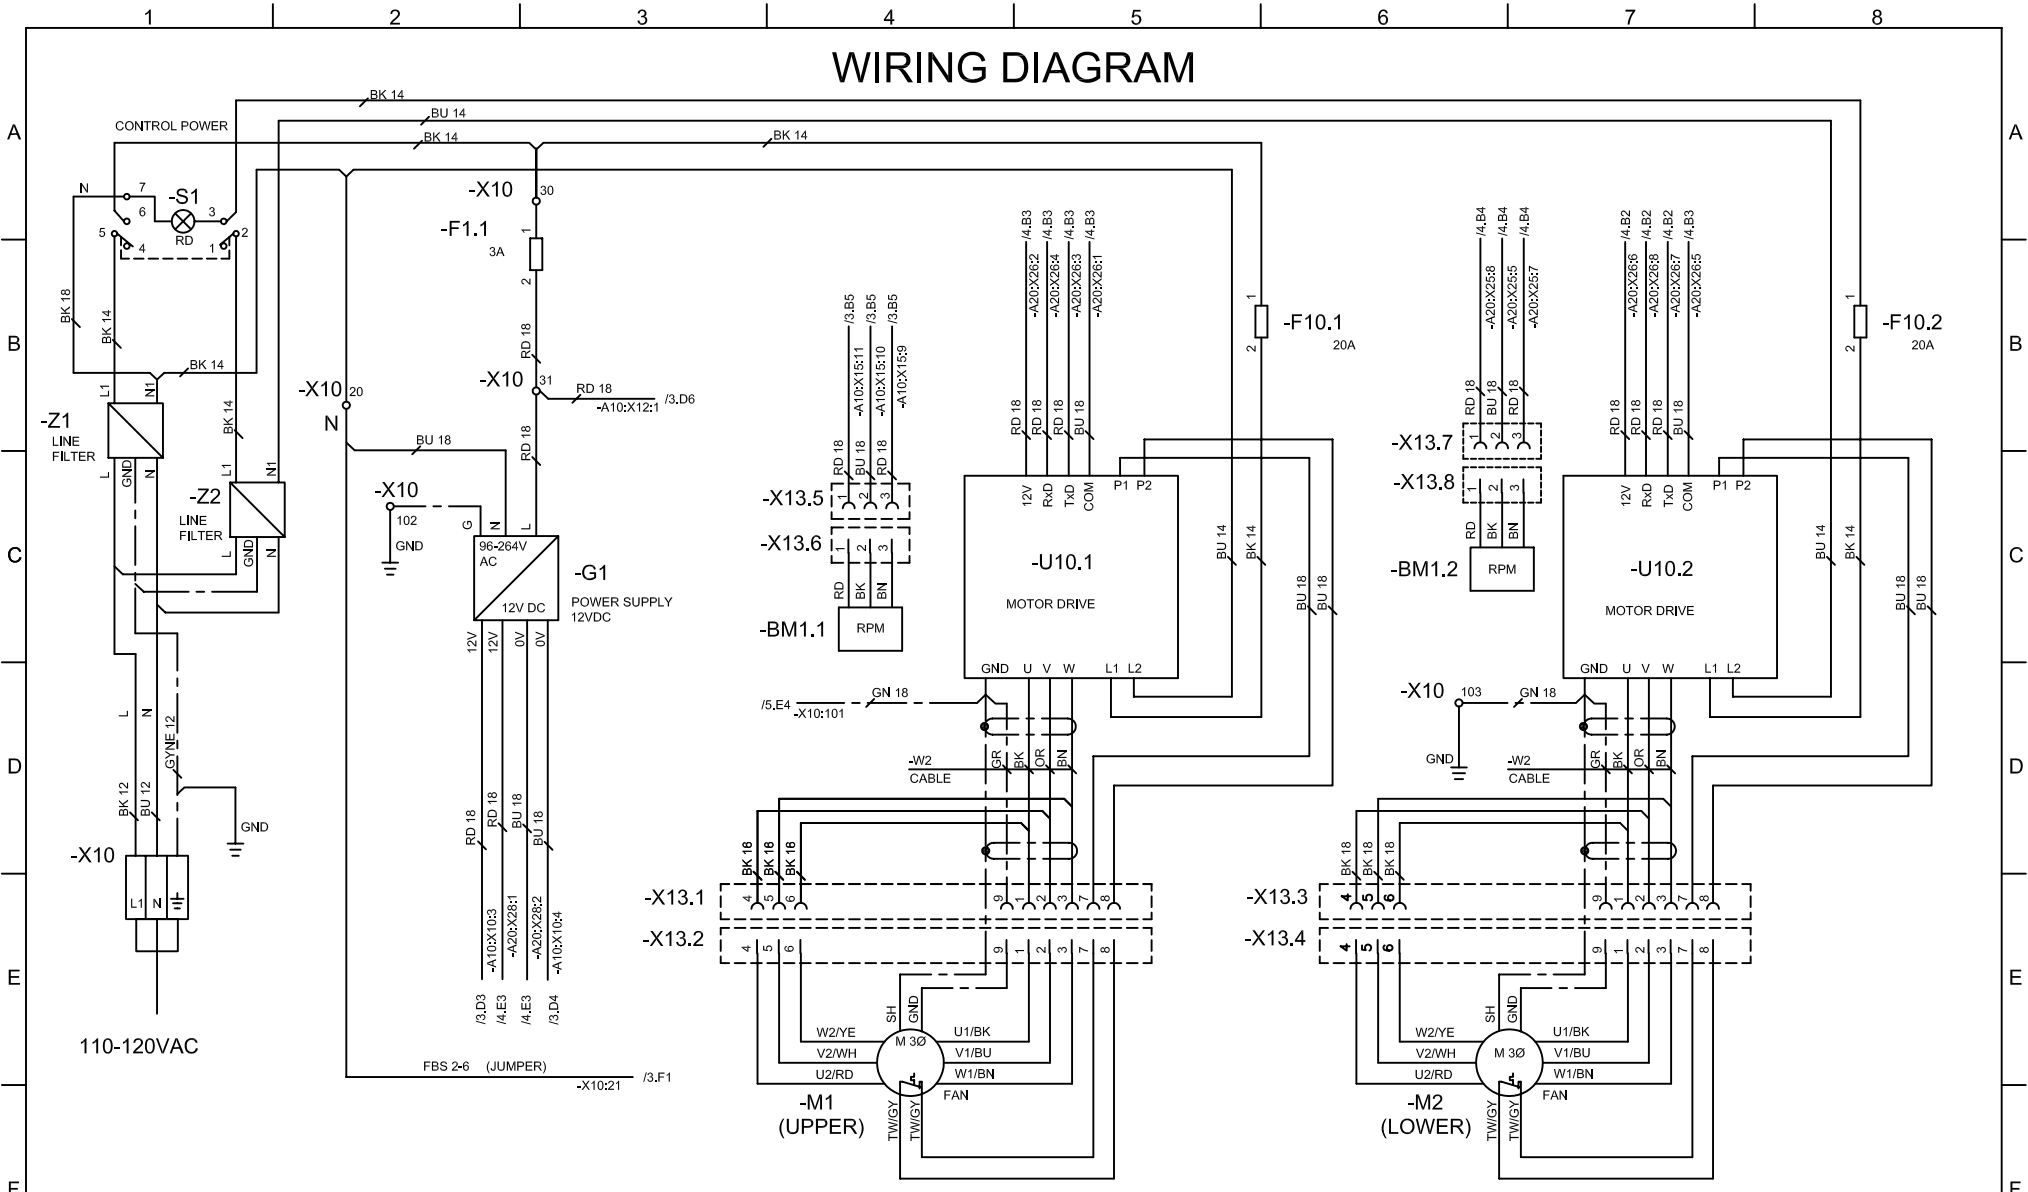 1 2 3 4 5 6 7 8
WIRING DIAGRAM
A
A
B
B
C
C
D
D
E
E
F
F
BK 14
BU 14
BK 14
BK 14
CONTROL POWER
N
7
-S1
6
3
5
RD
2
4
1
BK 18
BK 14
BK 14
BK 14
L1
N1
-Z1
LINE
FILTER
L
GND
N
L1
N1
-Z2
LINE
FILTER
L
GND
N
L
N
GYNE 12
BK 12
BU 12
GND
-X10
L1
N
110-120VAC
-X10
20
N
BU 18
-X10
30
-F1.1
3A
1
2
RD 18
-X10
31
RD 18
-A10:X12:1
/3.D6
RD 18
-X10
102
GND
G
N
L
96-264V
AC
12V DC
-G1
POWER SUPPLY
12VDC
12V
12V
0V
0V
RD 18
RD 18
BU 18
BU 18
-A10:X10:3
-A20:X28:1
-A20:X28:2
-A10:X10:4
/3.D3
/4.E3
/4.E3
/3.D4
FBS 2-6 (JUMPER)
-X10:21
/3.F1
/3.B5
/3.B5
/3.B5
-A10:X15:11
-A10:X15:10
-A10:X15:9
RD 18
BU 18
RD 18
-X13.5
1
2
3
-X13.6
1
2
3
RD
BK
BN
-BM1.1
RPM
/4.B3
/4.B3
/4.B3
/4.B3
-A20:X26:2
-A20:X26:4
-A20:X26:3
-A20:X26:1
RD 18
RD 18
RD 18
BU 18
12V
RxD
TxD
COM
P1 P2
-U10.1
MOTOR DRIVE
GND U V W L1 L2
1
2
-F10.1
20A
BU 14
BK 14
BU 18
BU 18
/5.E4
GN 18
-X10:101
-W2
CABLE
GR
BK
OR
BN
BK 16
BK 16
BK 16
-X13.1
4 5 6 9 1 2 3 7 8
-X13.2
4 5 6 9 1 2 3 7 8
SH
GND
W2/YE
V2/WH
U2/RD
M 3Ø
U1/BK
V1/BU
W1/BN
FAN
-M1
(UPPER)
TW/GY
TW/GY
/4.B4
/4.B4
/4.B4
-A20:X25:8
-A20:X25:5
-A20:X25:7
RD 18
BU 18
RD 18
-X13.7
1
2
3
-X13.8
1
2
3
RD
BK
BN
-BM1.2
RPM
/4.B2
/4.B2
/4.B2
/4.B3
-A20:X26:6
-A20:X26:8
-A20:X26:7
-A20:X26:5
RD 18
RD 18
RD 18
BU 18
12V
RxD
TxD
COM
P1 P2
-U10.2
MOTOR DRIVE
GND U V W L1 L2
1
2
-F10.2
20A
BU 14
BK 14
BU 18
BU 18
-X10
103
GN 18
GND
-W2
CABLE
GR
BK
OR
BN
BK 18
BK 18
BK 18
-X13.3
4 5 6 9 1 2 3 7 8
-X13.4
4 5 6 9 1 2 3 7 8
SH
GND
W2/YE
V2/WH
U2/RD
M 3Ø
U1/BK
V1/BU
W1/BN
FAN
-M2
(LOWER)
TW/GY
TW/GY